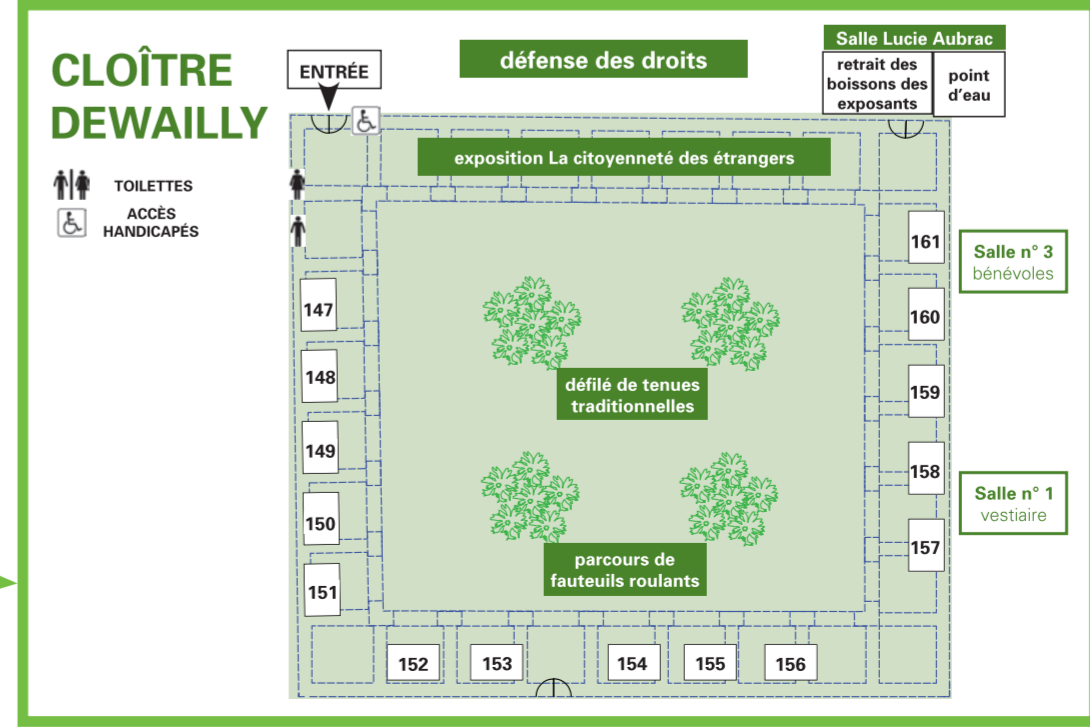 CLOÎTRE
DEWAILLY
TOILETTES
ACCÈS
HANDICAPÉS
ENTRÉE
défense des droits
Salle Lucie Aubrac
retrait des
boissons des
exposants
point
d'eau
exposition La citoyenneté des étrangers
161
Salle n° 3
bénévoles
147
160
148
défilé de tenues
traditionnelles
159
149
158
150
Salle n° 1
vestiaire
157
parcours de
fauteuils roulants
151
152
153
154
155
156